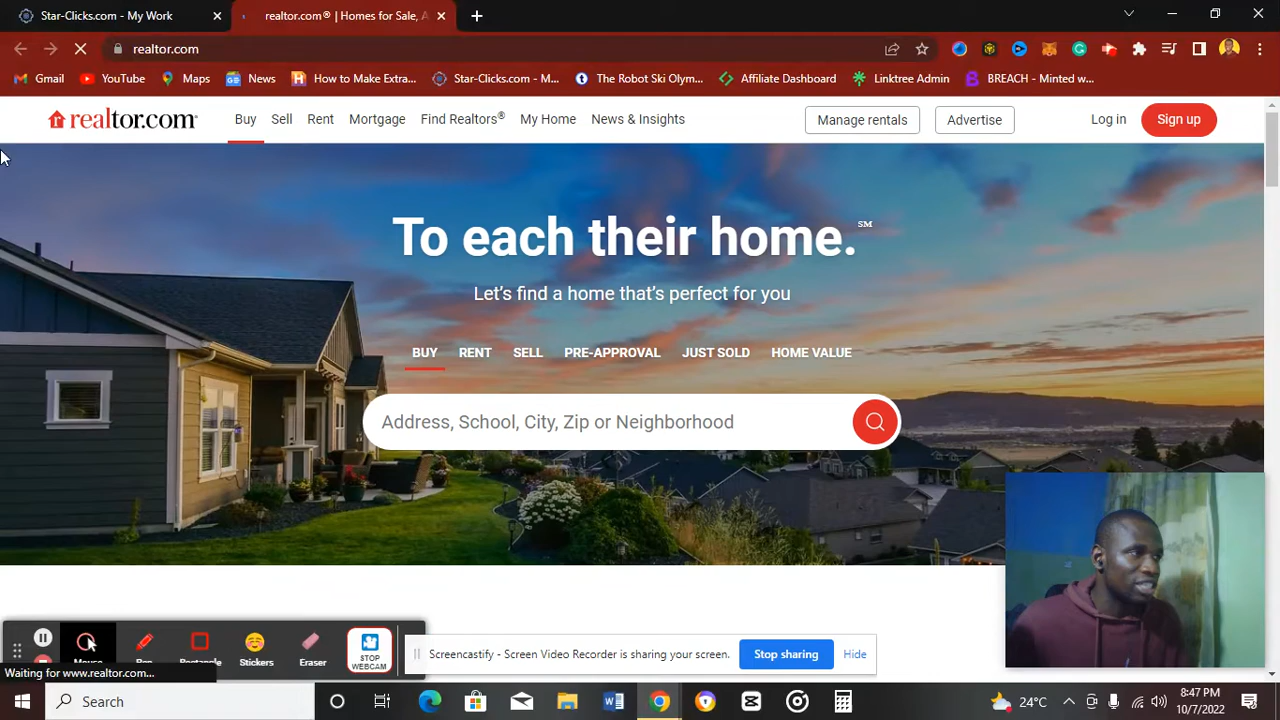 Star-Clicks.com - My Work
realtor.com® | Homes for Sale, A
realtor.com
Gmail
YouTube
Maps
News
How to Make Extra...
Star-Clicks.com - M...
The Robot Ski Olym...
Affiliate Dashboard
Linktree Admin
BREACH - Minted w...
realtor.com
Buy
Sell
Rent
Mortgage
Find Realtors®
My Home
News & Insights
Manage rentals
Advertise
Log in
Sign up
To each their home.℠
Let's find a home that's perfect for you
BUY
RENT
SELL
PRE-APPROVAL
JUST SOLD
HOME VALUE
Address, School, City, Zip or Neighborhood
Mouse
Pen
Rectangle
Stickers
Eraser
STOP
WEBCAM
Screencastify - Screen Video Recorder is sharing your screen.
Stop sharing
Hide
Waiting for www.realtor.com...
Search
24°C
8:47 PM
10/7/2022